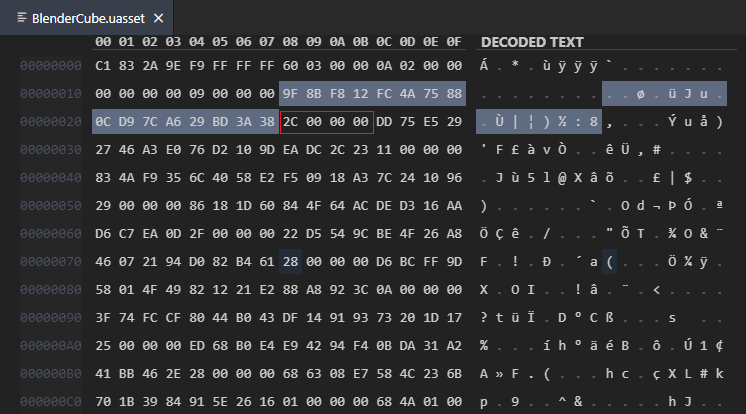 BlenderCube.uasset ×
00 01 02 03 04 05 06 07 08 09 0A 0B 0C 0D 0E 0F DECODED TEXT
00000000 C1 83 2A 9E F9 FF FF FF 60 03 00 00 0A 02 00 00 Á . * . ù ÿ ÿ ÿ ` . . . . . . .
00000010 00 00 00 00 09 00 00 00 9F 8B F8 12 FC 4A 75 88 . . . . . . . . . . ø . ü J u .
00000020 0C D9 7C A6 29 BD 3A 38 2C 00 00 00 DD 75 E5 29 . Ù | ¦ ) ½ : 8 , . . . Ý u å )
00000030 27 46 A3 E0 76 D2 10 9D EA DC 2C 23 11 00 00 00 ' F £ à v Ò . . ê Ü , # . . . .
00000040 83 4A F9 35 6C 40 58 E2 F5 09 18 A3 7C 24 10 96 . J ù 5 l @ X â õ . . £ | $ . .
00000050 29 00 00 00 86 18 1D 60 84 4F 64 AC DE D3 16 AA ) . . . . . . ` . O d ¬ Þ Ó . ª
00000060 D6 C7 EA 0D 2F 00 00 00 22 D5 54 9C BE 4F 26 A8 Ö Ç ê . / . . . " Õ T . ¾ O & ¨
00000070 46 07 21 94 D0 82 B4 61 28 00 00 00 D6 BC FF 9D F . ! . Ð . ´ a ( . . . Ö ¼ ÿ .
00000080 58 01 4F 49 82 12 21 E2 88 A8 92 3C 0A 00 00 00 X . O I . . ! â . ¨ . < . . . .
00000090 3F 74 FC CF 80 44 B0 43 DF 14 91 93 73 20 1D 17 ? t ü Ï . D ° C ß . . . s . .
000000A0 25 00 00 00 ED 68 B0 E4 E9 42 94 F4 0B DA 31 A2 % . . . í h ° ä é B . ô . Ú 1 ¢
000000B0 41 BB 46 2E 28 00 00 00 68 63 08 E7 58 4C 23 6B A » F . ( . . . h c . ç X L # k
000000C0 70 1B 39 84 91 5E 26 16 01 00 00 00 68 4A 01 00 p . 9 . . ^ & . . . . . h J . .